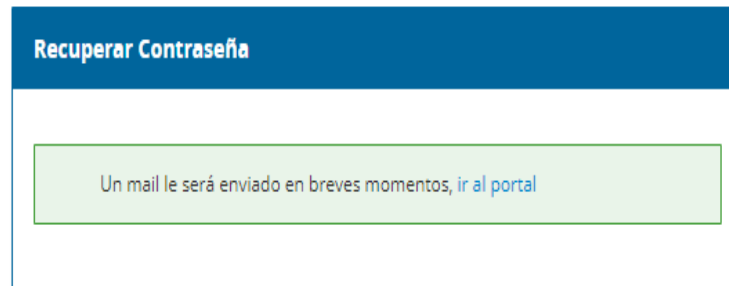 Recuperar Contraseña
Un mail le será enviado en breves momentos, ir al portal